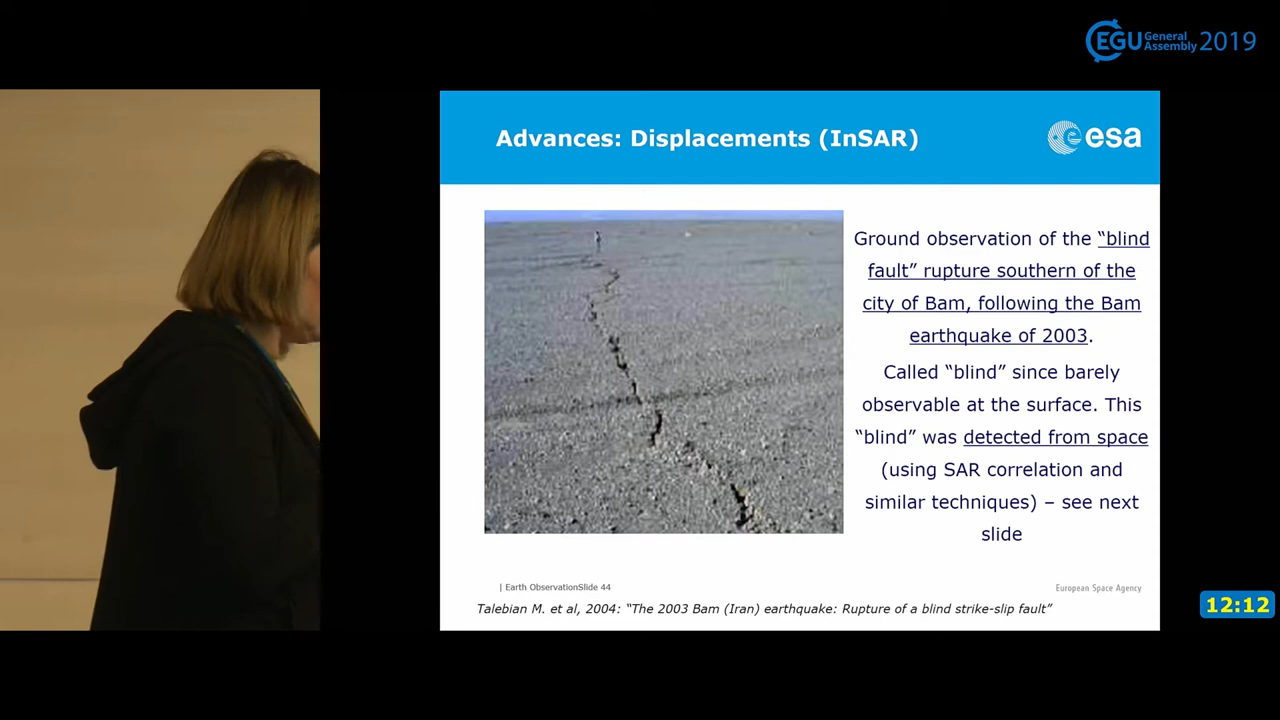 EGU General
Assembly 2019
Advances: Displacements (InSAR)
esa
Ground observation of the “blind
fault” rupture southern of the
city of Bam, following the Bam
earthquake of 2003.
Called “blind” since barely
observable at the surface. This
“blind” was detected from space
(using SAR correlation and
similar techniques) – see next
slide
| Earth ObservationSlide 44
European Space Agency
Talebian M. et al, 2004: “The 2003 Bam (Iran) earthquake: Rupture of a blind strike-slip fault”
12:12